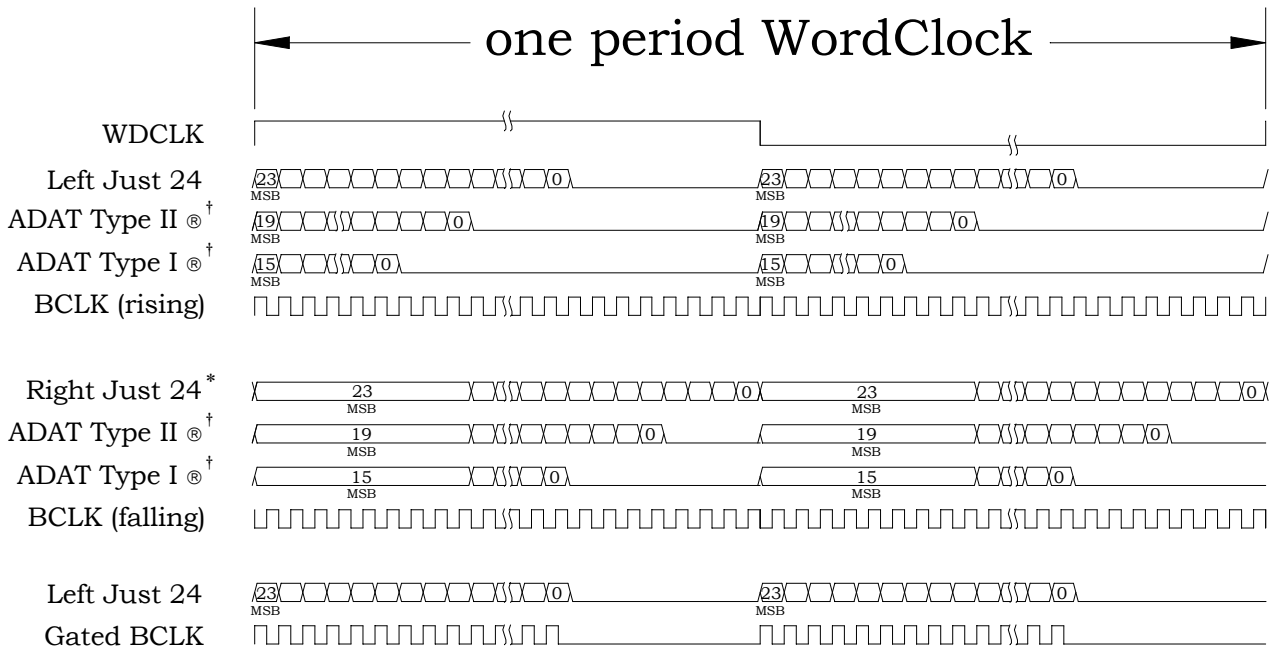 one period WordClock
WDCLK
Left Just 24 23 0 23 0
MSB MSB
ADAT Type II ®† 19 0 19 0
MSB MSB
ADAT Type I ®† 15 0 15 0
MSB MSB
BCLK (rising)
Right Just 24* 23 0 23 0
MSB MSB
ADAT Type II ®† 19 0 19 0
MSB MSB
ADAT Type I ®† 15 0 15 0
MSB MSB
BCLK (falling)
Left Just 24 23 0 23 0
MSB MSB
Gated BCLK